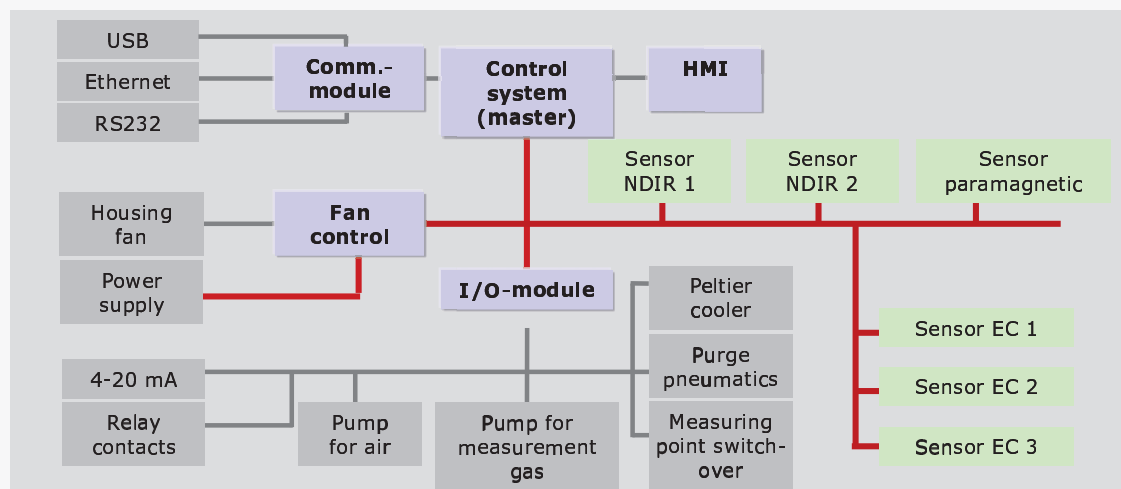 USB
Ethernet
RS232
Comm.-
module
Control
system
(master)
HMI
Sensor
NDIR 1
Sensor
NDIR 2
Sensor
paramagnetic
Housing
fan
Fan
control
Power
supply
I/O-module
Peltier
cooler
Sensor EC 1
4-20 mA
Purge
pneumatics
Sensor EC 2
Relay
contacts
Pump
for air
Pump for
measurement
gas
Measuring
point switch-
over
Sensor EC 3